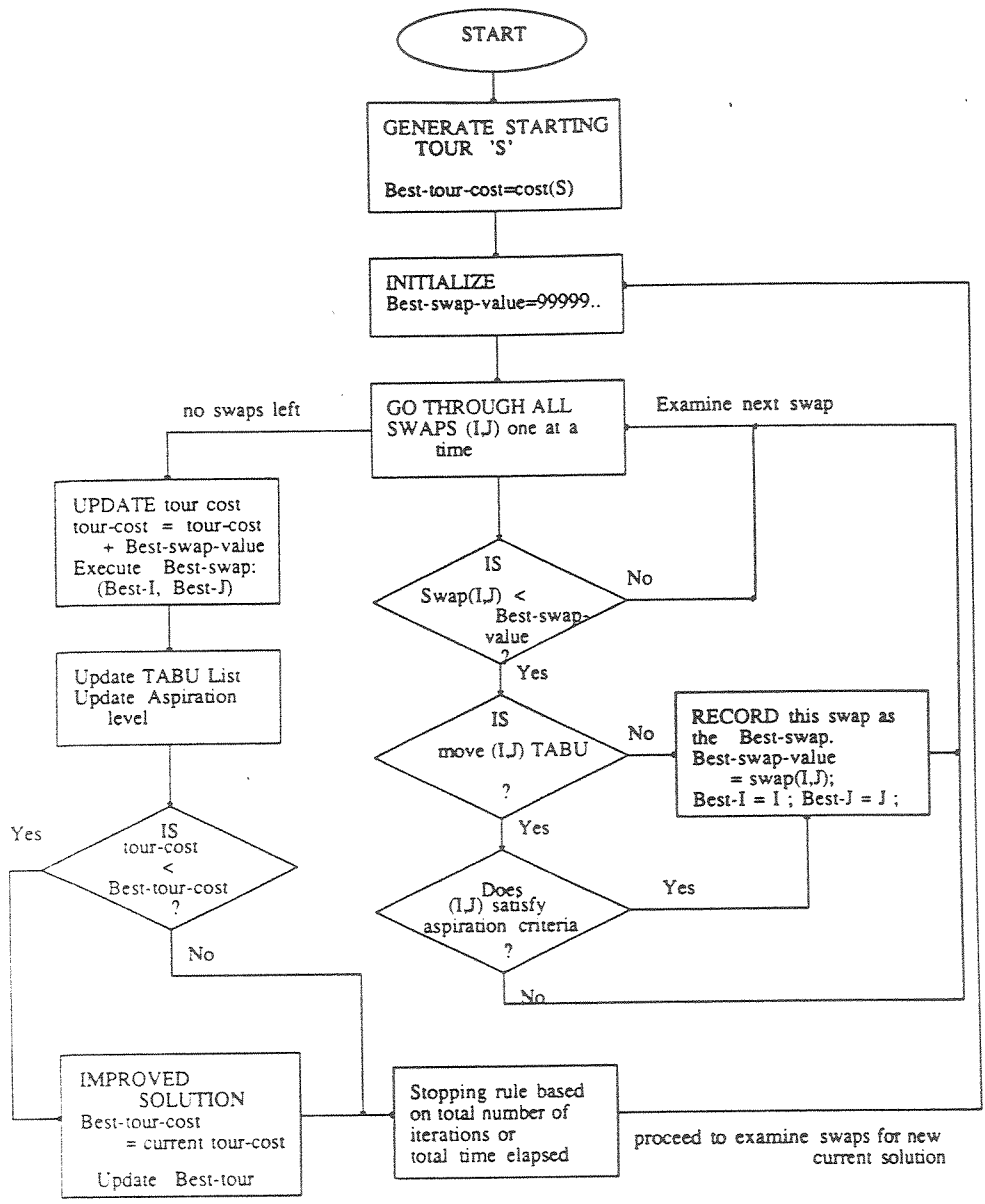 START
GENERATE STARTING
TOUR 'S'
Best-tour-cost=cost(S)
INITIALIZE
Best-swap-value=99999..
no swaps left
GO THROUGH ALL
SWAPS (I,J) one at a
time
Examine next swap
UPDATE tour cost
tour-cost = tour-cost
+ Best-swap-value
Execute Best-swap:
(Best-I, Best-J)
IS
Swap(I,J) <
Best-swap-
value
?
No
Yes
Update TABU List
Update Aspiration
level
IS
move (I,J) TABU
?
No
Yes
RECORD this swap as
the Best-swap.
Best-swap-value
= swap(I,J);
Best-I = I ; Best-J = J ;
Yes
IS
tour-cost
<
Best-tour-cost
?
No
Does
(I,J) satisfy
aspiration criteria
?
Yes
No
IMPROVED
SOLUTION
Best-tour-cost
= current tour-cost
Update Best-tour
Stopping rule based
on total number of
iterations or
total time elapsed
proceed to examine swaps for new
current solution